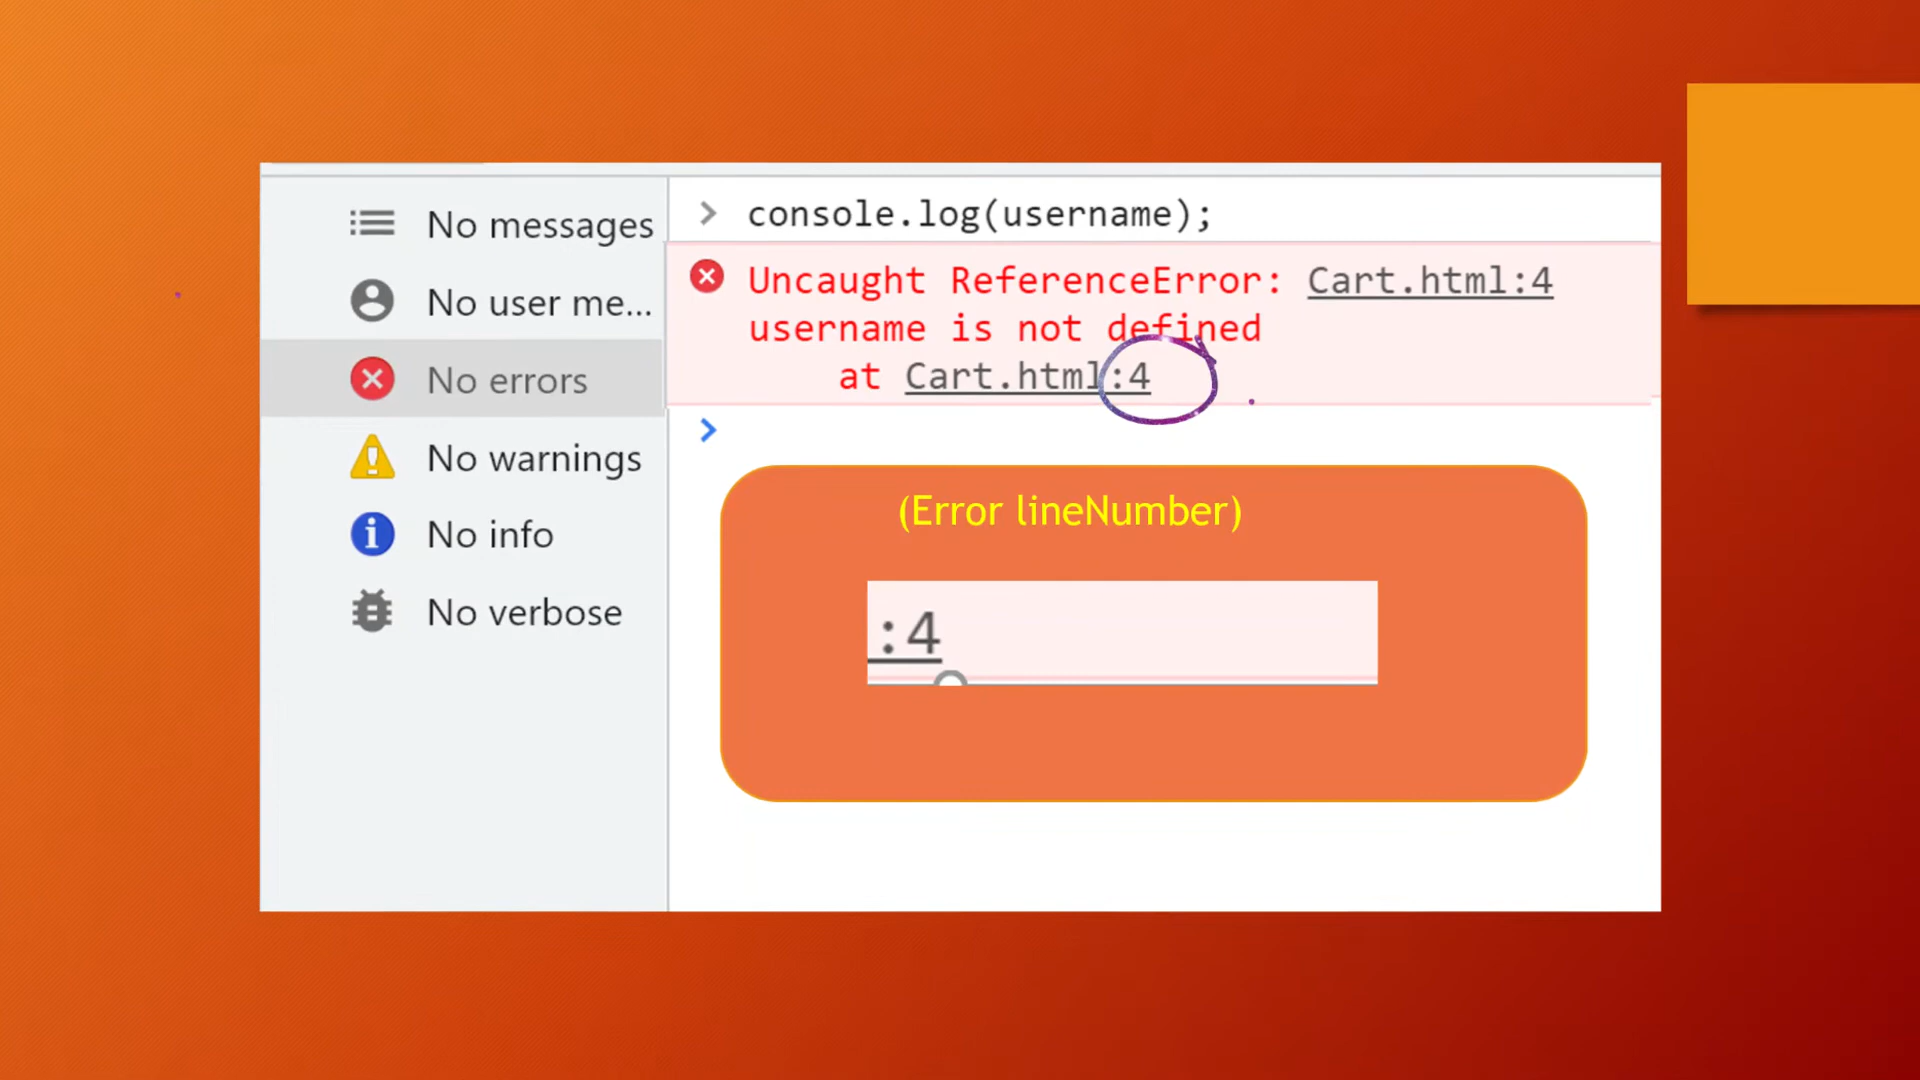 No messages
No user me...
No errors
No warnings
No info
No verbose
> console.log(username);
Uncaught ReferenceError: Cart.html:4
username is not defined
at Cart.html:4
>
(Error lineNumber)
:4